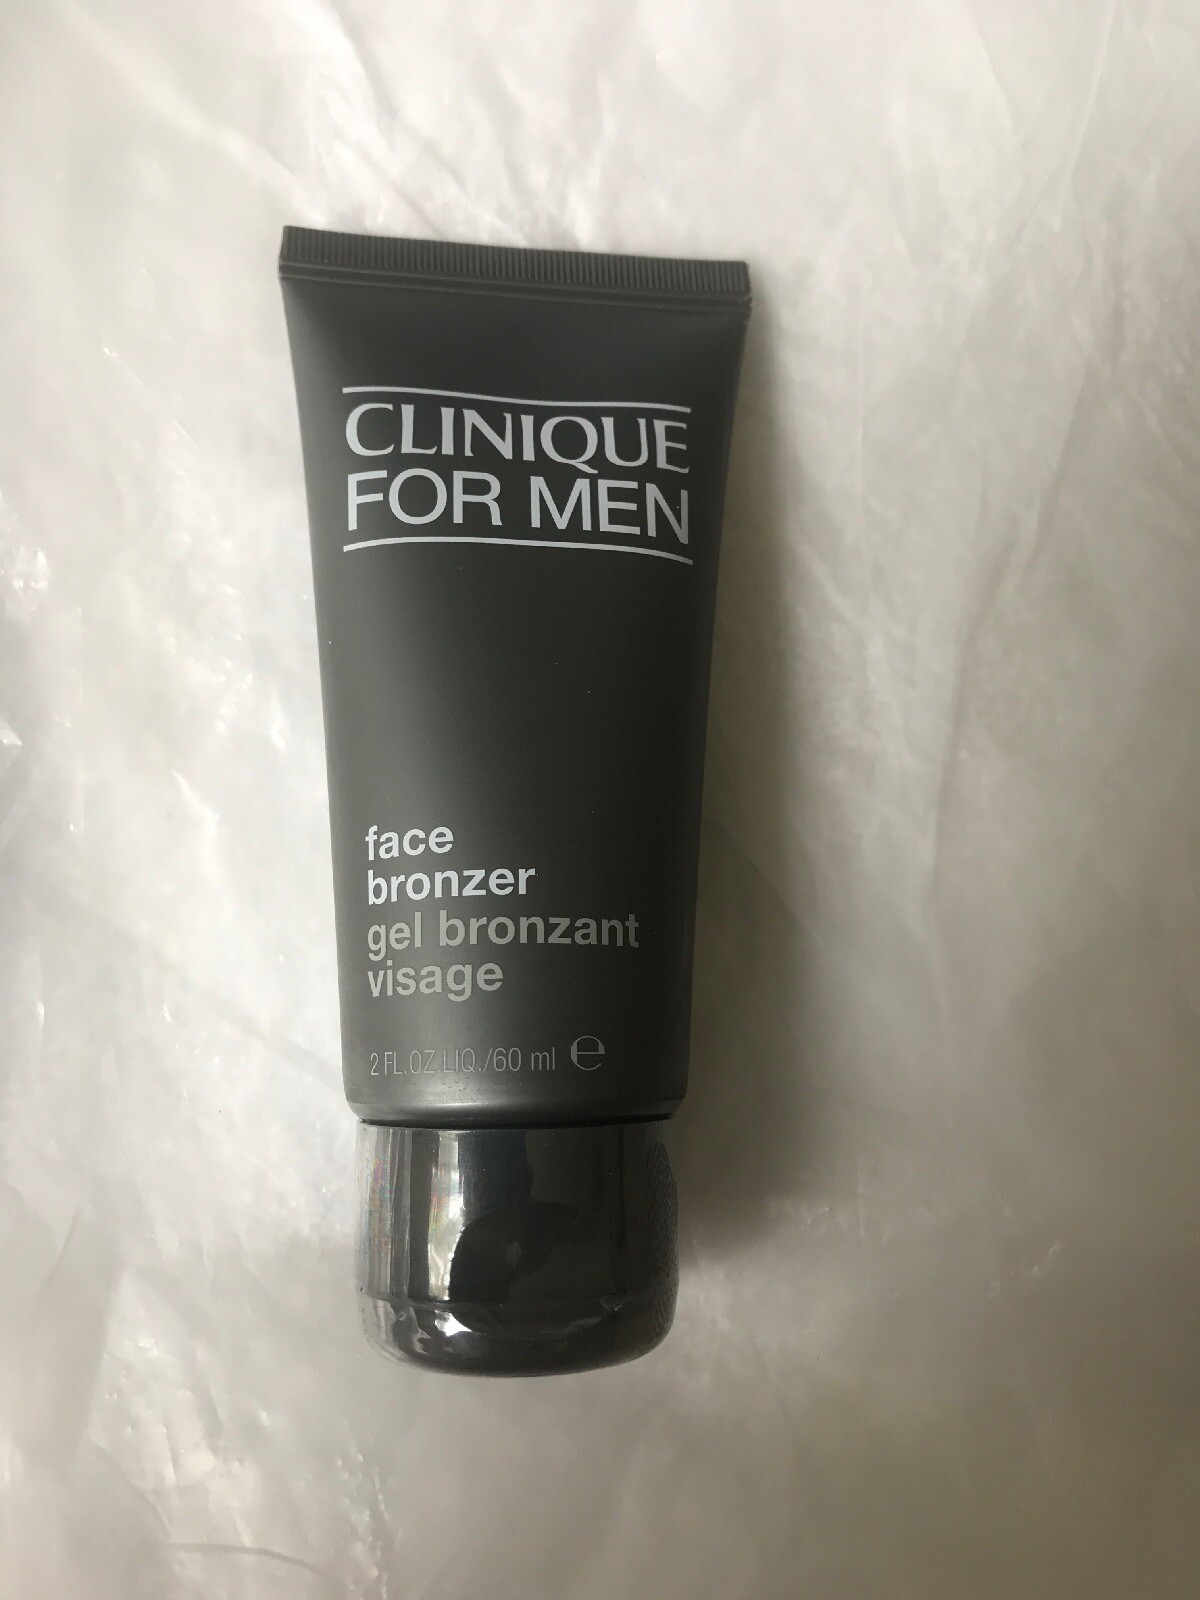 CLINIQUE
FOR MEN
face
bronzer
gel bronzant
visage
2 FL.OZ.LIQ./60 ml ℮